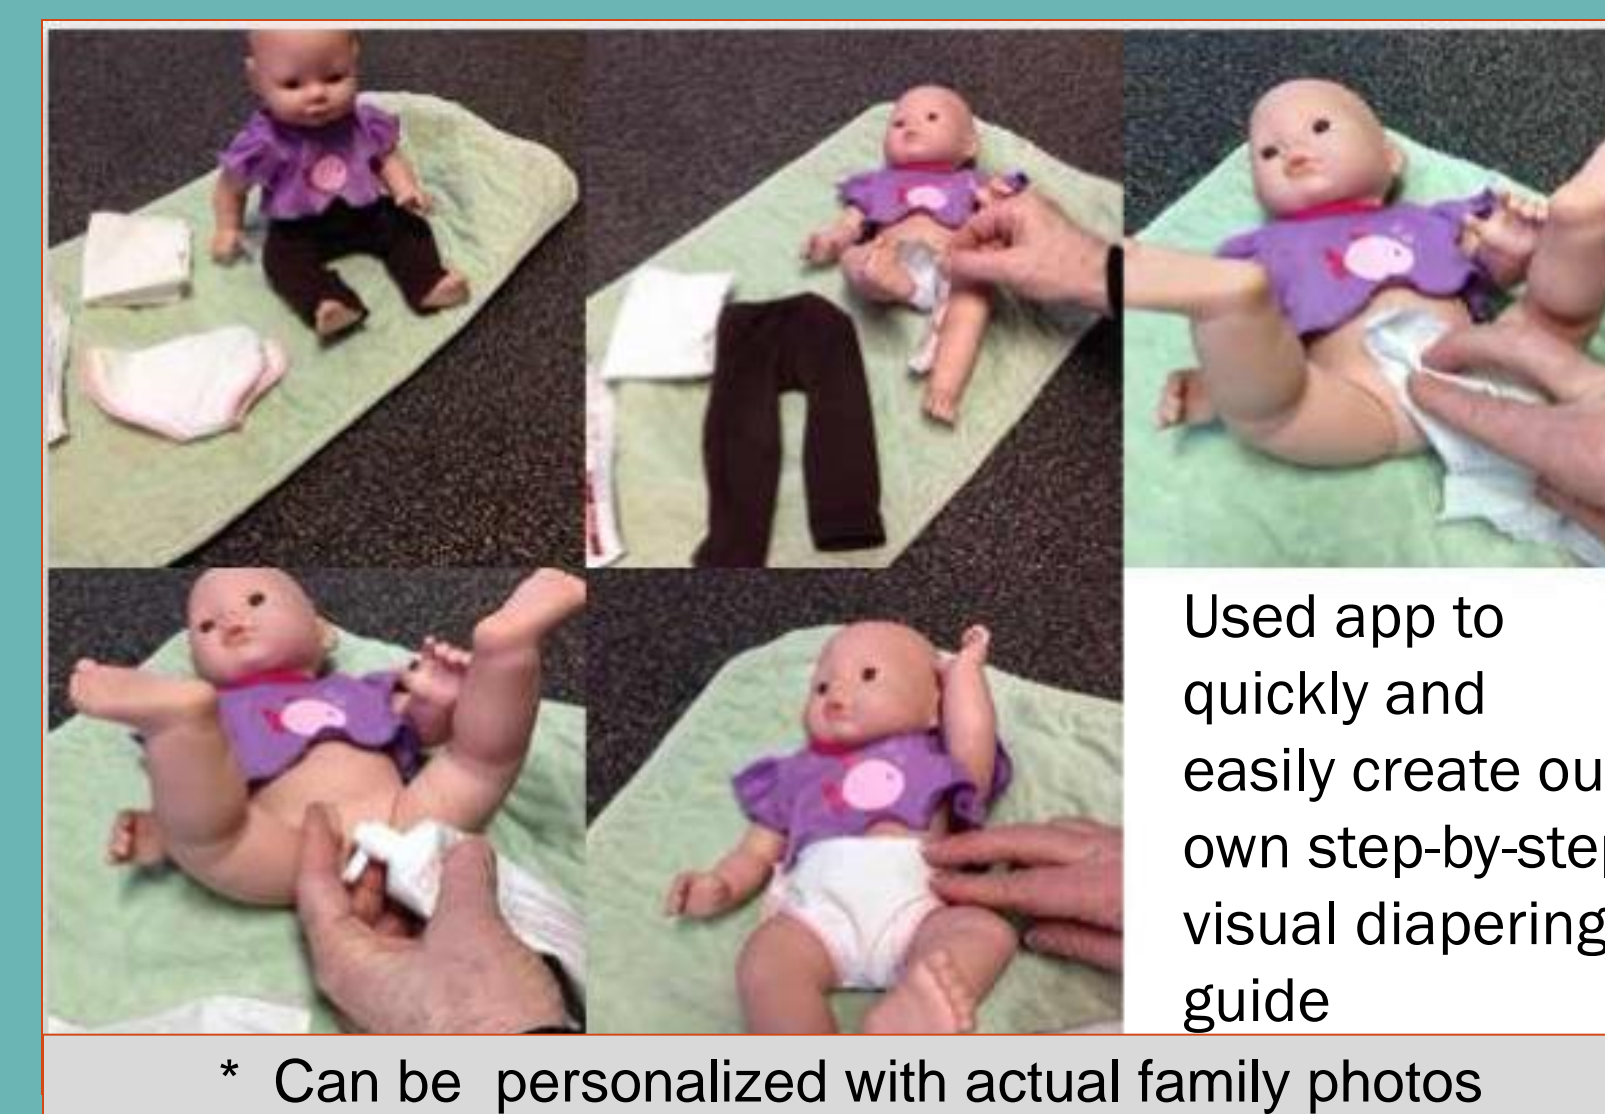 Used app to
quickly and
easily create ou
own step-by-step
visual diapering
guide
* Can be personalized with actual family photos